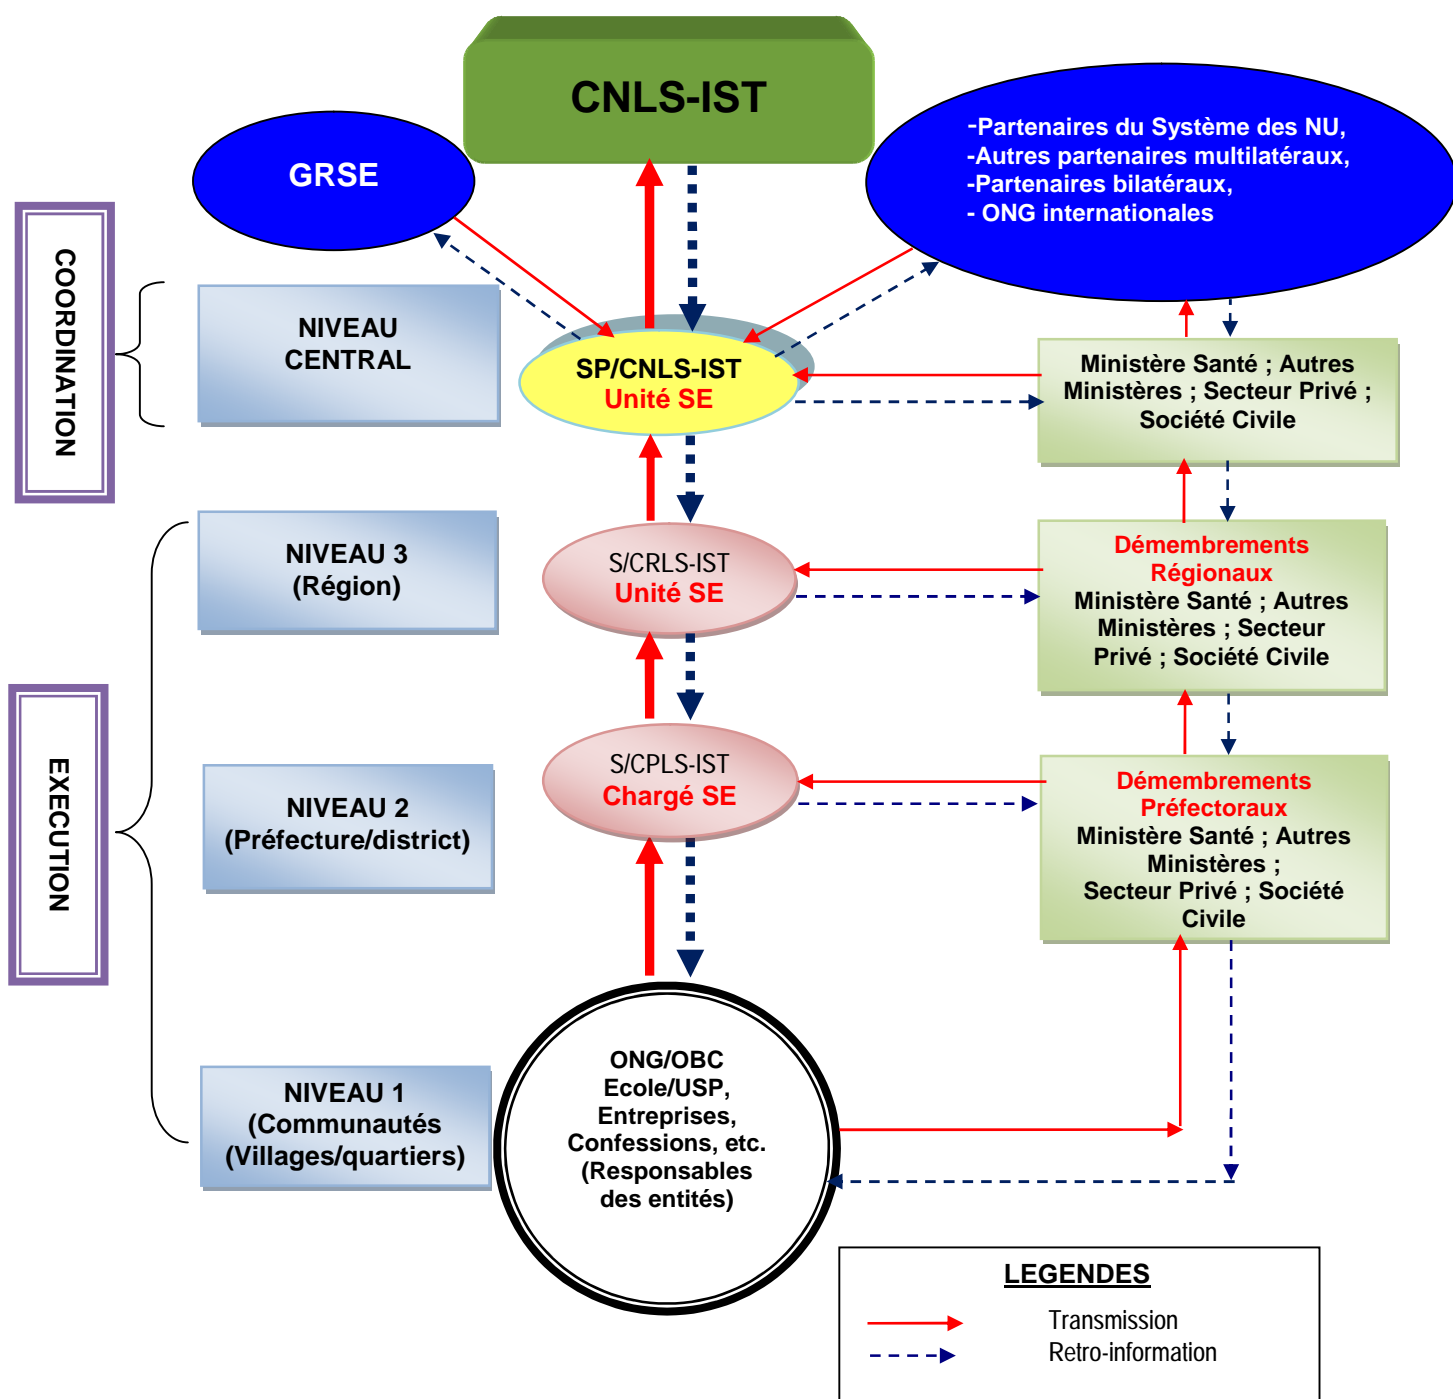 CNLS-IST
GRSE
-Partenaires du Système des NU,
-Autres partenaires multilatéraux,
-Partenaires bilatéraux,
- ONG internationales
COORDINATION
NIVEAU
CENTRAL
SP/CNLS-IST
Unité SE
Ministère Santé ; Autres
Ministères ; Secteur Privé ;
Société Civile
NIVEAU 3
(Région)
S/CRLS-IST
Unité SE
Démembrements
Régionaux
Ministère Santé ; Autres
Ministères ; Secteur
Privé ; Société Civile
EXECUTION
NIVEAU 2
(Préfecture/district)
S/CPLS-IST
Chargé SE
Démembrements
Préfectoraux
Ministère Santé ; Autres
Ministères ;
Secteur Privé ; Société
Civile
NIVEAU 1
(Communautés
(Villages/quartiers)
ONG/OBC
Ecole/USP,
Entreprises,
Confessions, etc.
(Responsables
des entités)
LEGENDES
Transmission
Retro-information